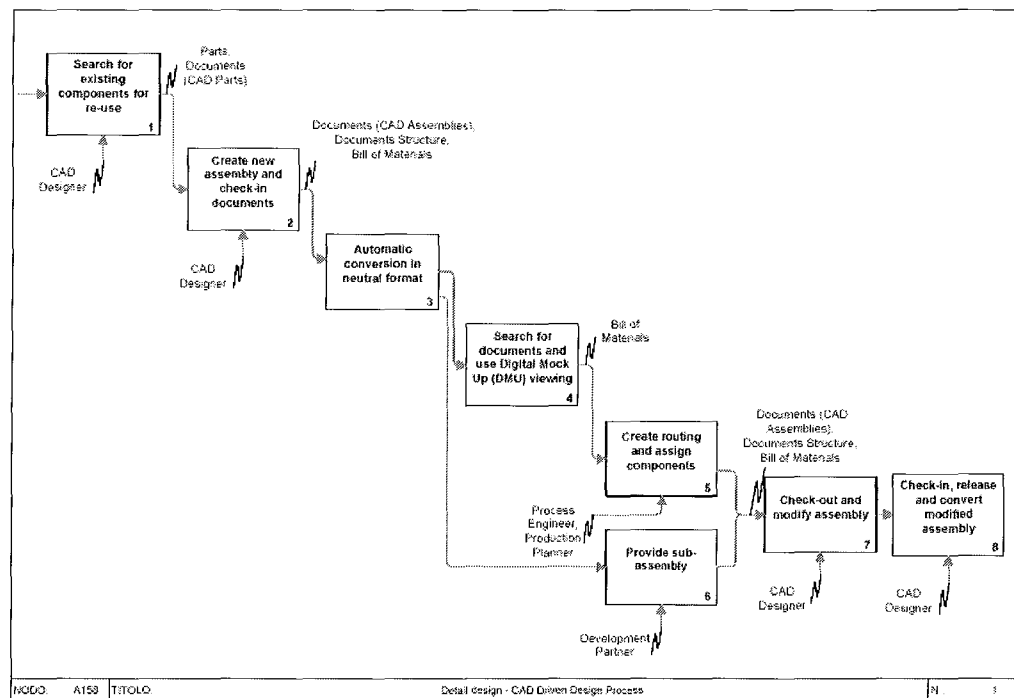 Search for
existing
components for
re-use
1
Parts,
Documents
(CAD Parts)
CAD
Designer
Create new
assembly and
check-in
documents
2
Documents (CAD Assemblies),
Documents Structure,
Bill of Materials
CAD
Designer
Automatic
conversion in
neutral format
3
Search for
documents and
use Digital Mock
Up (DMU) viewing
4
Bill of
Materials
Create routing
and assign
components
5
Process
Engineer,
Production
Planner
Provide sub-
assembly
6
Development
Partner
Documents (CAD
Assemblies),
Documents Structure,
Bill of Materials
Check-out and
modify assembly
7
CAD
Designer
Check-in, release
and convert
modified
assembly
8
CAD
Designer
NODO: A158 TITOLO: Detail design - CAD Driven Design Process N.: 1